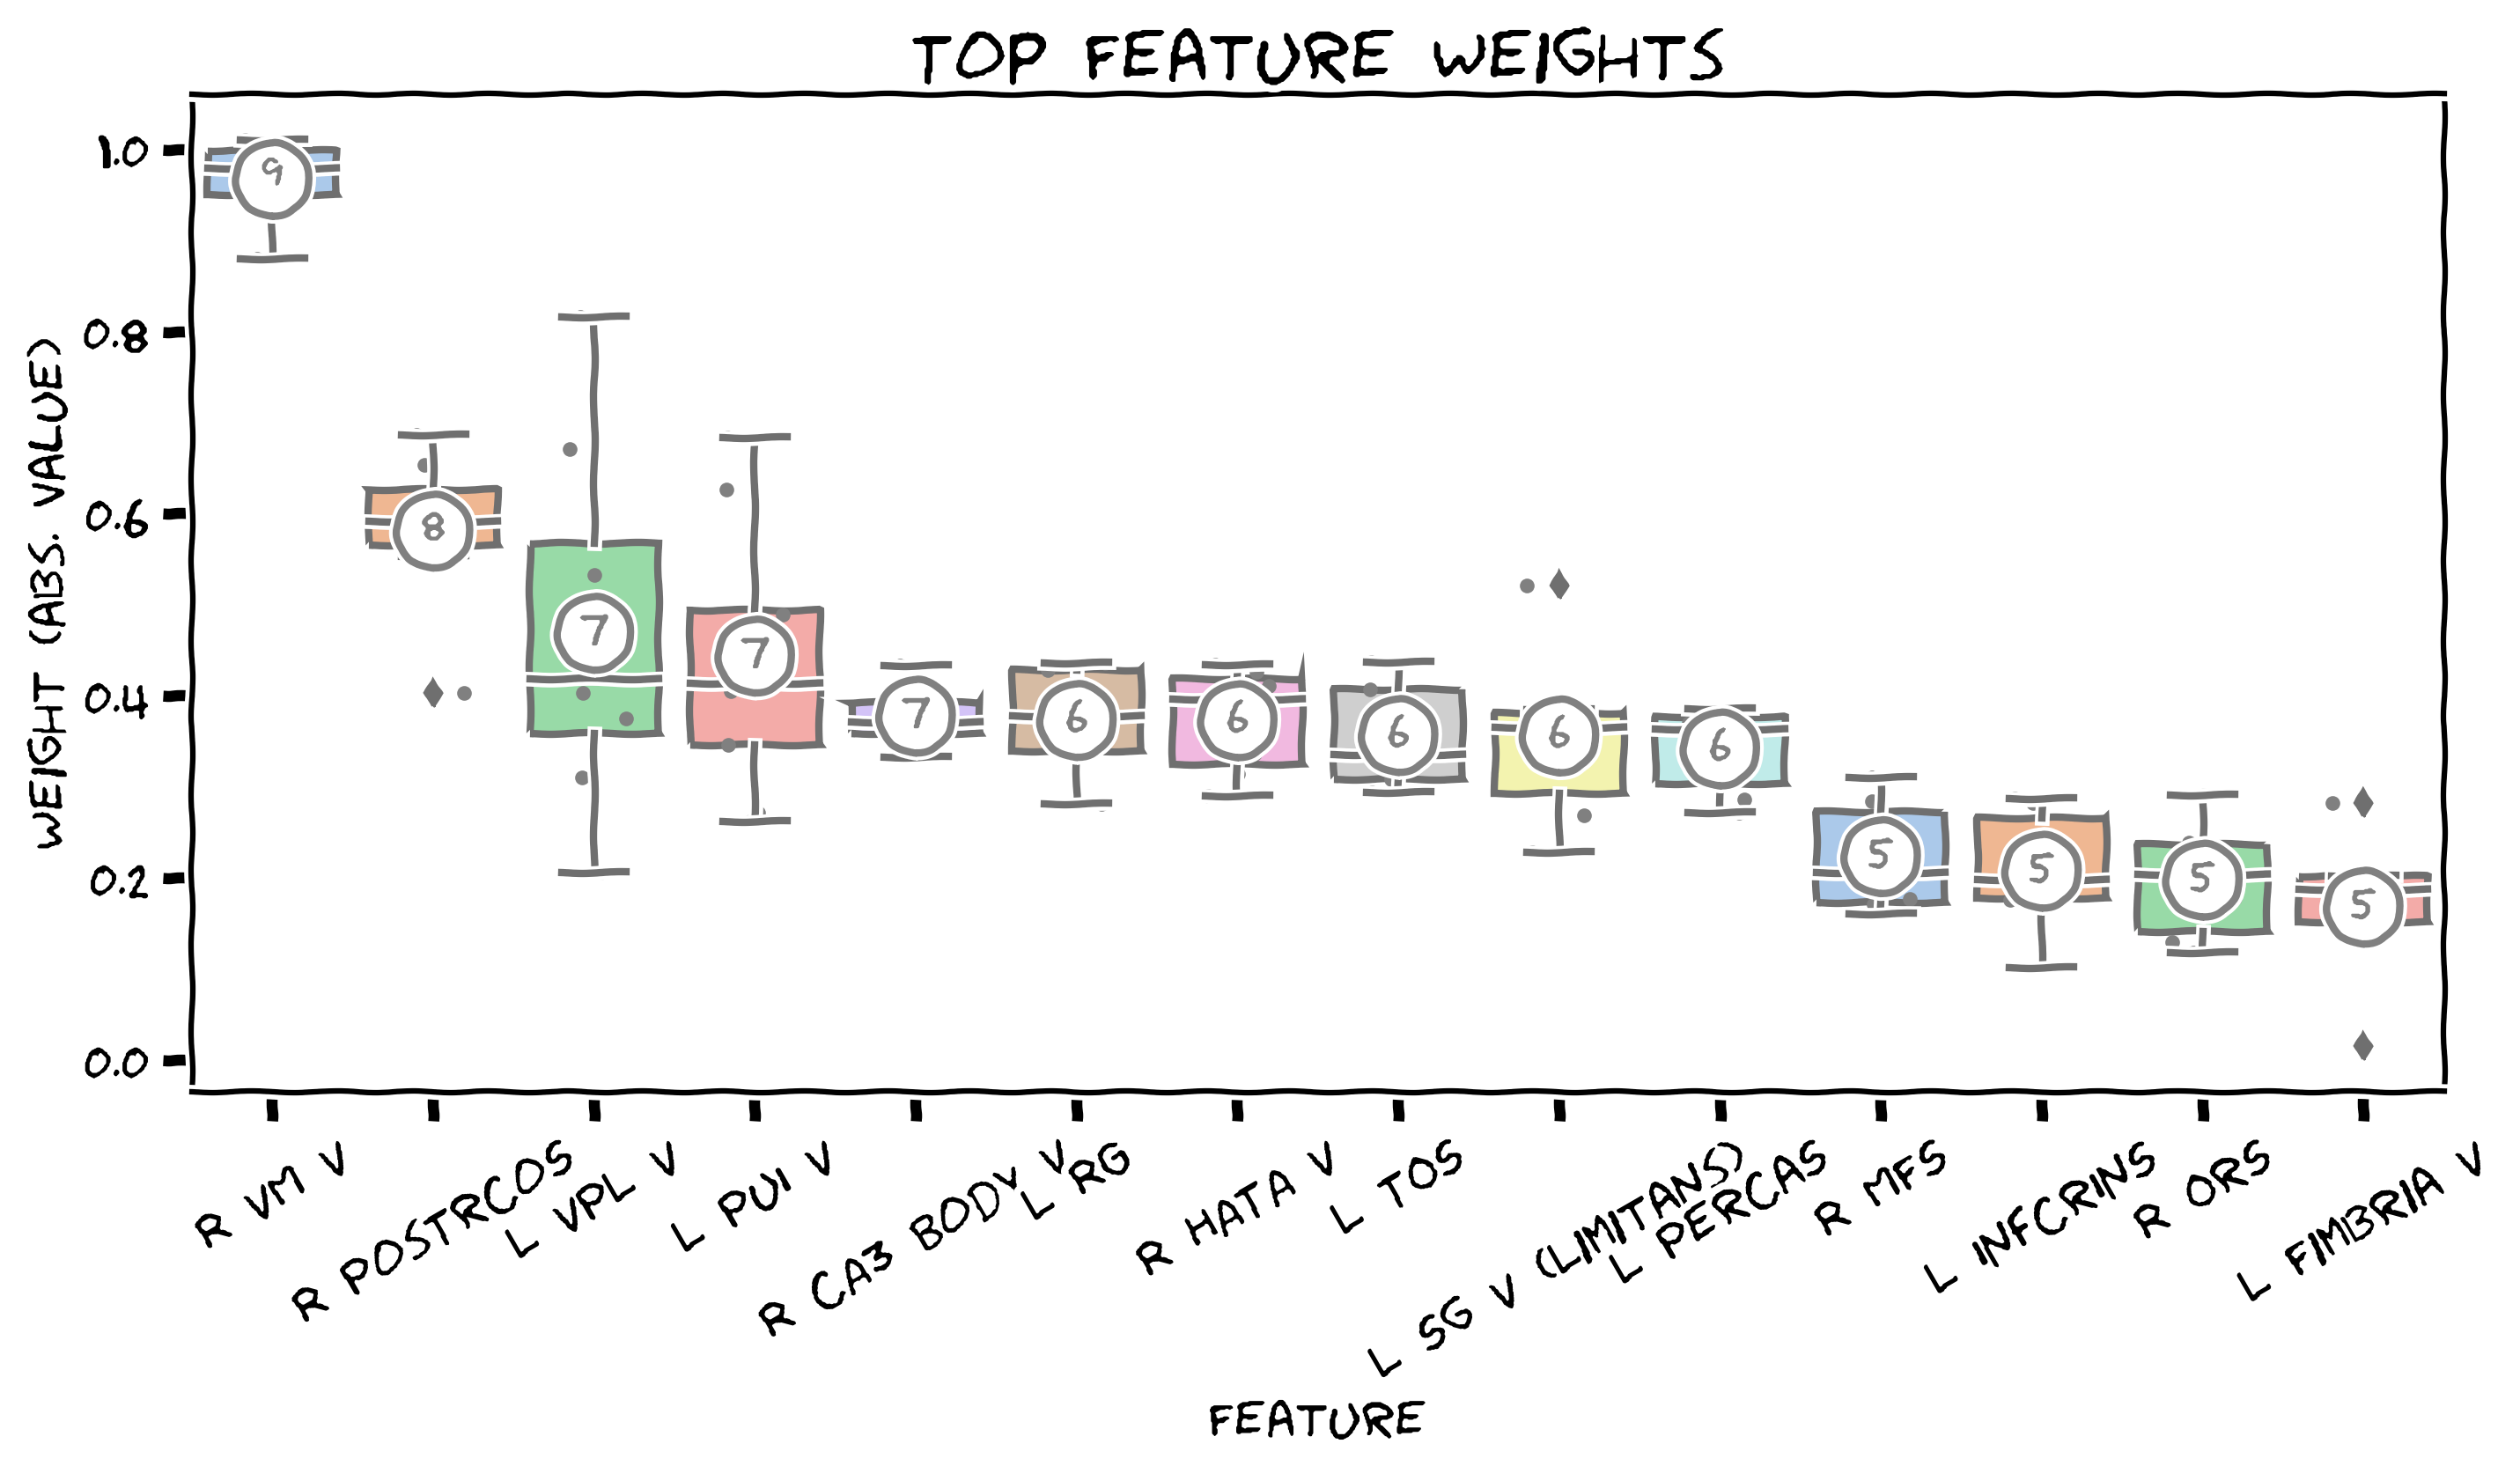 TOP FEATURE WEIGHTS
WEIGHT (ABS. VALUE)
1.0
0.8
0.6
0.4
0.2
0.0
9
8
7
7
7
6
6
6
6
6
5
5
5
5
R VM V
R POSTRCOS
L VPL V
L PUI V
R CA3 BODY V
L RG
R HATA V
L TOS
L SG V (LIMITANS)
L PERCAS
R MFS
L INFCRINS
R ORS
L FIMBRIA V
FEATURE